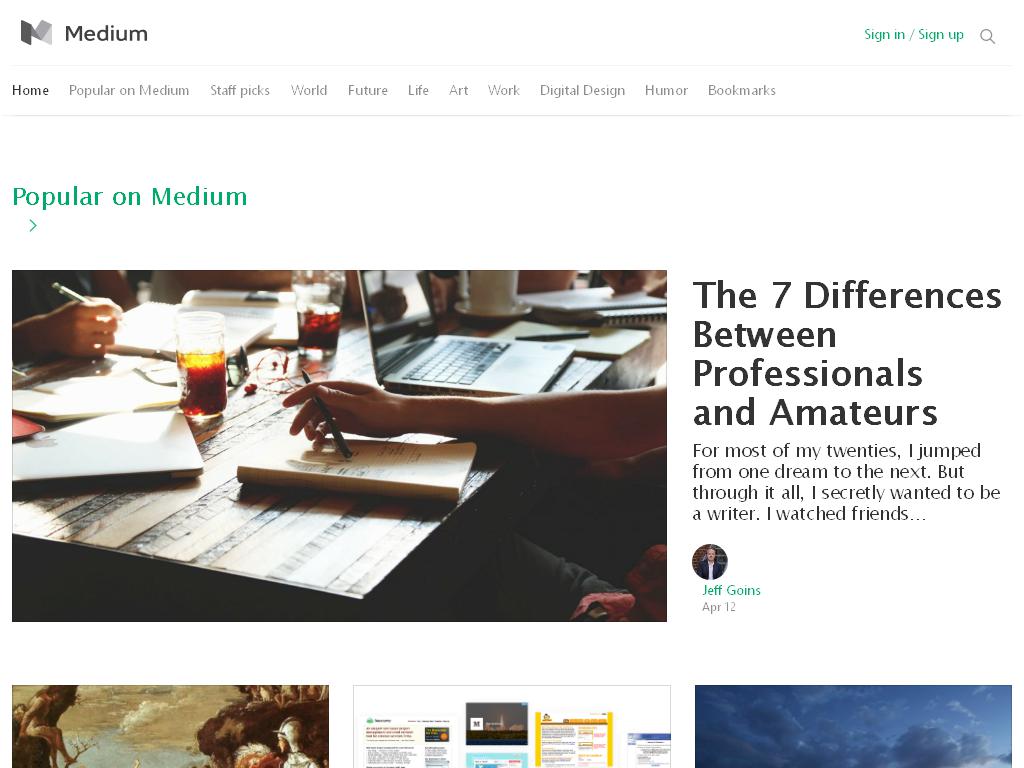 Medium
Sign in / Sign up
Home Popular on Medium Staff picks World Future Life Art Work Digital Design Humor Bookmarks
Popular on Medium
The 7 Differences
Between
Professionals
and Amateurs
For most of my twenties, I jumped
from one dream to the next. But
through it all, I secretly wanted to be
a writer. I watched friends…
Jeff Goins
Apr 12